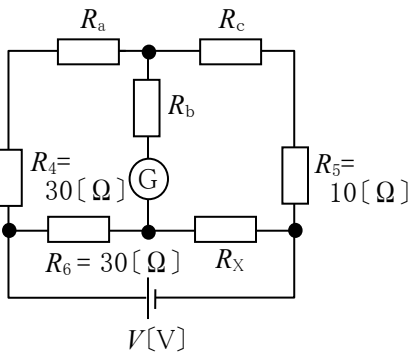 Ra
Rc
Rb
R4=
30〔Ω〕
G
R5=
10〔Ω〕
R6 = 30〔Ω〕
RX
V〔V〕